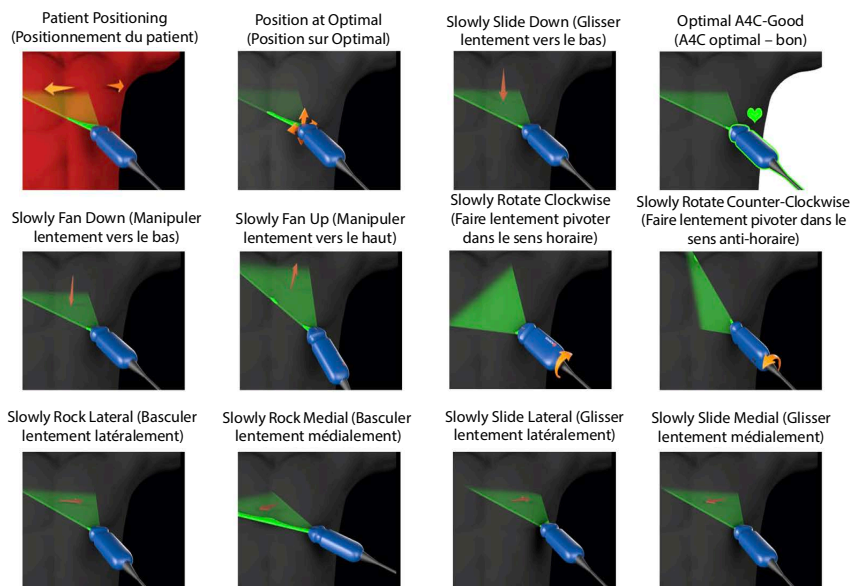 Patient Positioning
(Positionnement du patient)
Position at Optimal
(Position sur Optimal)
Slowly Slide Down (Glisser
lentement vers le bas)
Optimal A4C-Good
(A4C optimal – bon)
Slowly Fan Down (Manipuler
lentement vers le bas)
Slowly Fan Up (Manipuler
lentement vers le haut)
Slowly Rotate Clockwise
(Faire lentement pivoter
dans le sens horaire)
Slowly Rotate Counter-Clockwise
(Faire lentement pivoter dans le
sens anti-horaire)
Slowly Rock Lateral (Basculer
lentement latéralement)
Slowly Rock Medial (Basculer
lentement médialement)
Slowly Slide Lateral (Glisser
lentement latéralement)
Slowly Slide Medial (Glisser
lentement médialement)